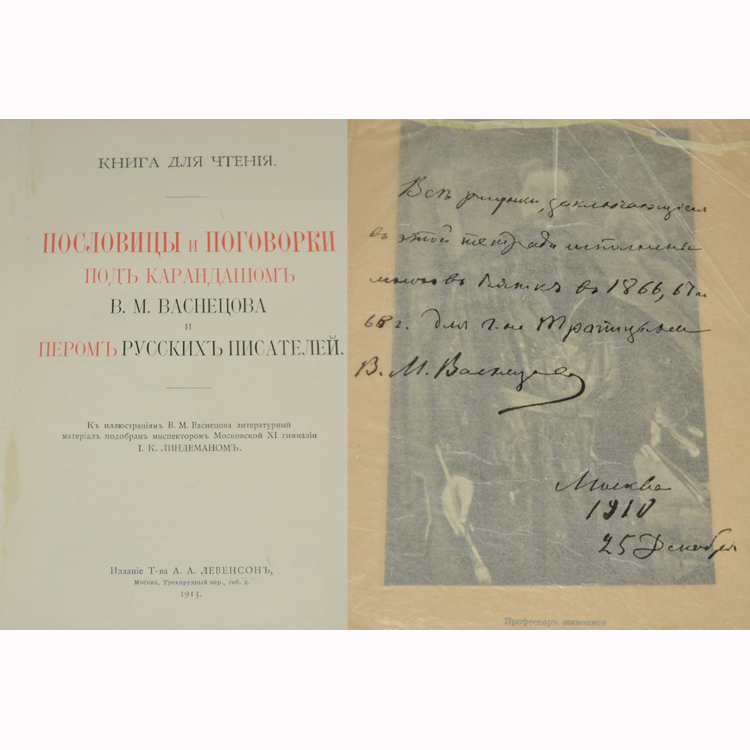 КНИГА ДЛЯ ЧТЕНІЯ.
ПОСЛОВИЦЫ и ПОГОВОРКИ
ПОДЪ КАРАНДАШОМЪ
В. М. ВАСНЕЦОВА
и
ПЕРОМЪ РУССКИХЪ ПИСАТЕЛЕЙ.
Къ иллюстраціямъ В. М. Васнецова литературный
матеріалъ подобранъ инспекторомъ Московской XI гимназіи
І. К. ЛИНДЕМАНОМЪ.
Изданіе Т-ва А. А. ЛЕВЕНСОНЪ,
Москва, Трехпрудный пер., соб. д.
1913.
Всѣ рисунки, заключающіеся
въ этой тетради исполнены
мною въ Вяткѣ въ 1866, 67 и
68 г. для г-на
В. М. Васнецовъ
Москва
1910
25 Декабря
Профессоръ живописи